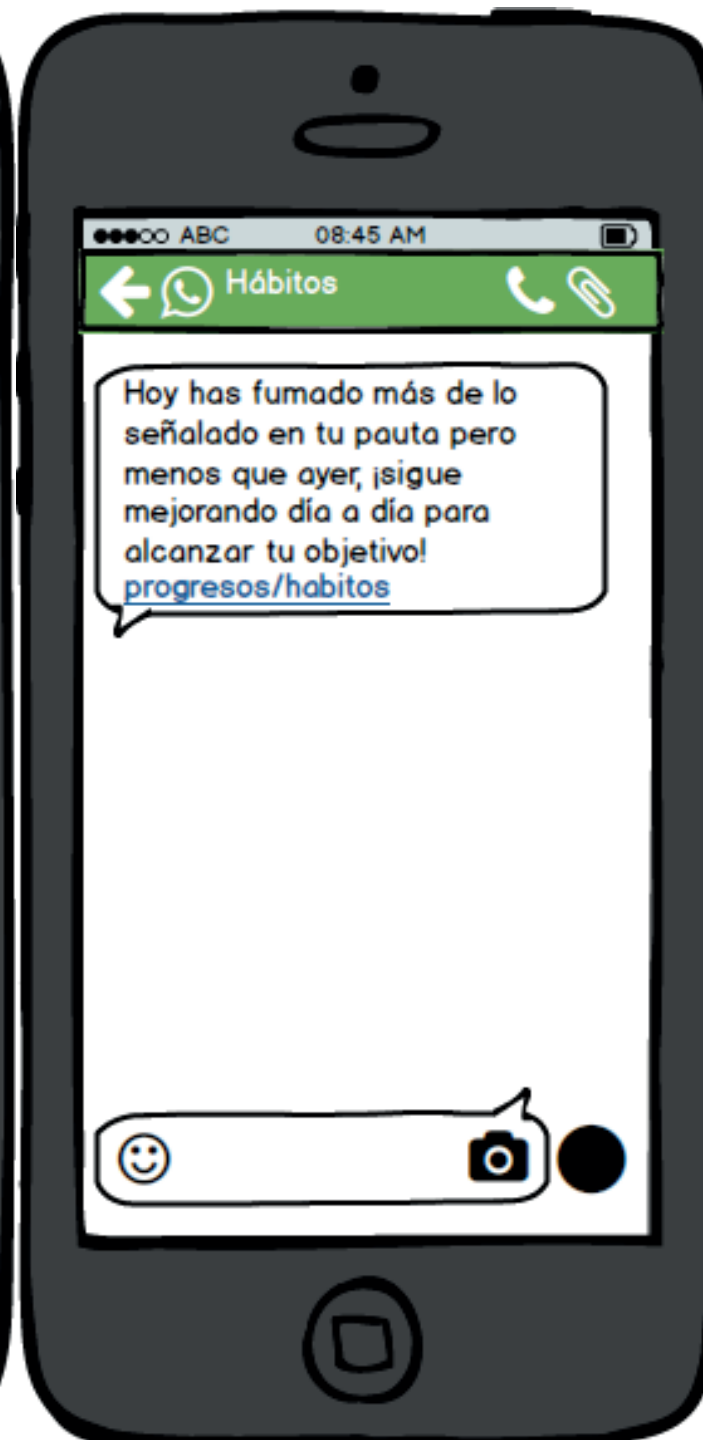 ABC 08:45 AM
Hábitos
Hoy has fumado más de lo
señalado en tu pauta pero
menos que ayer, ¡sigue
mejorando día a día para
alcanzar tu objetivo!
progresos/habitos